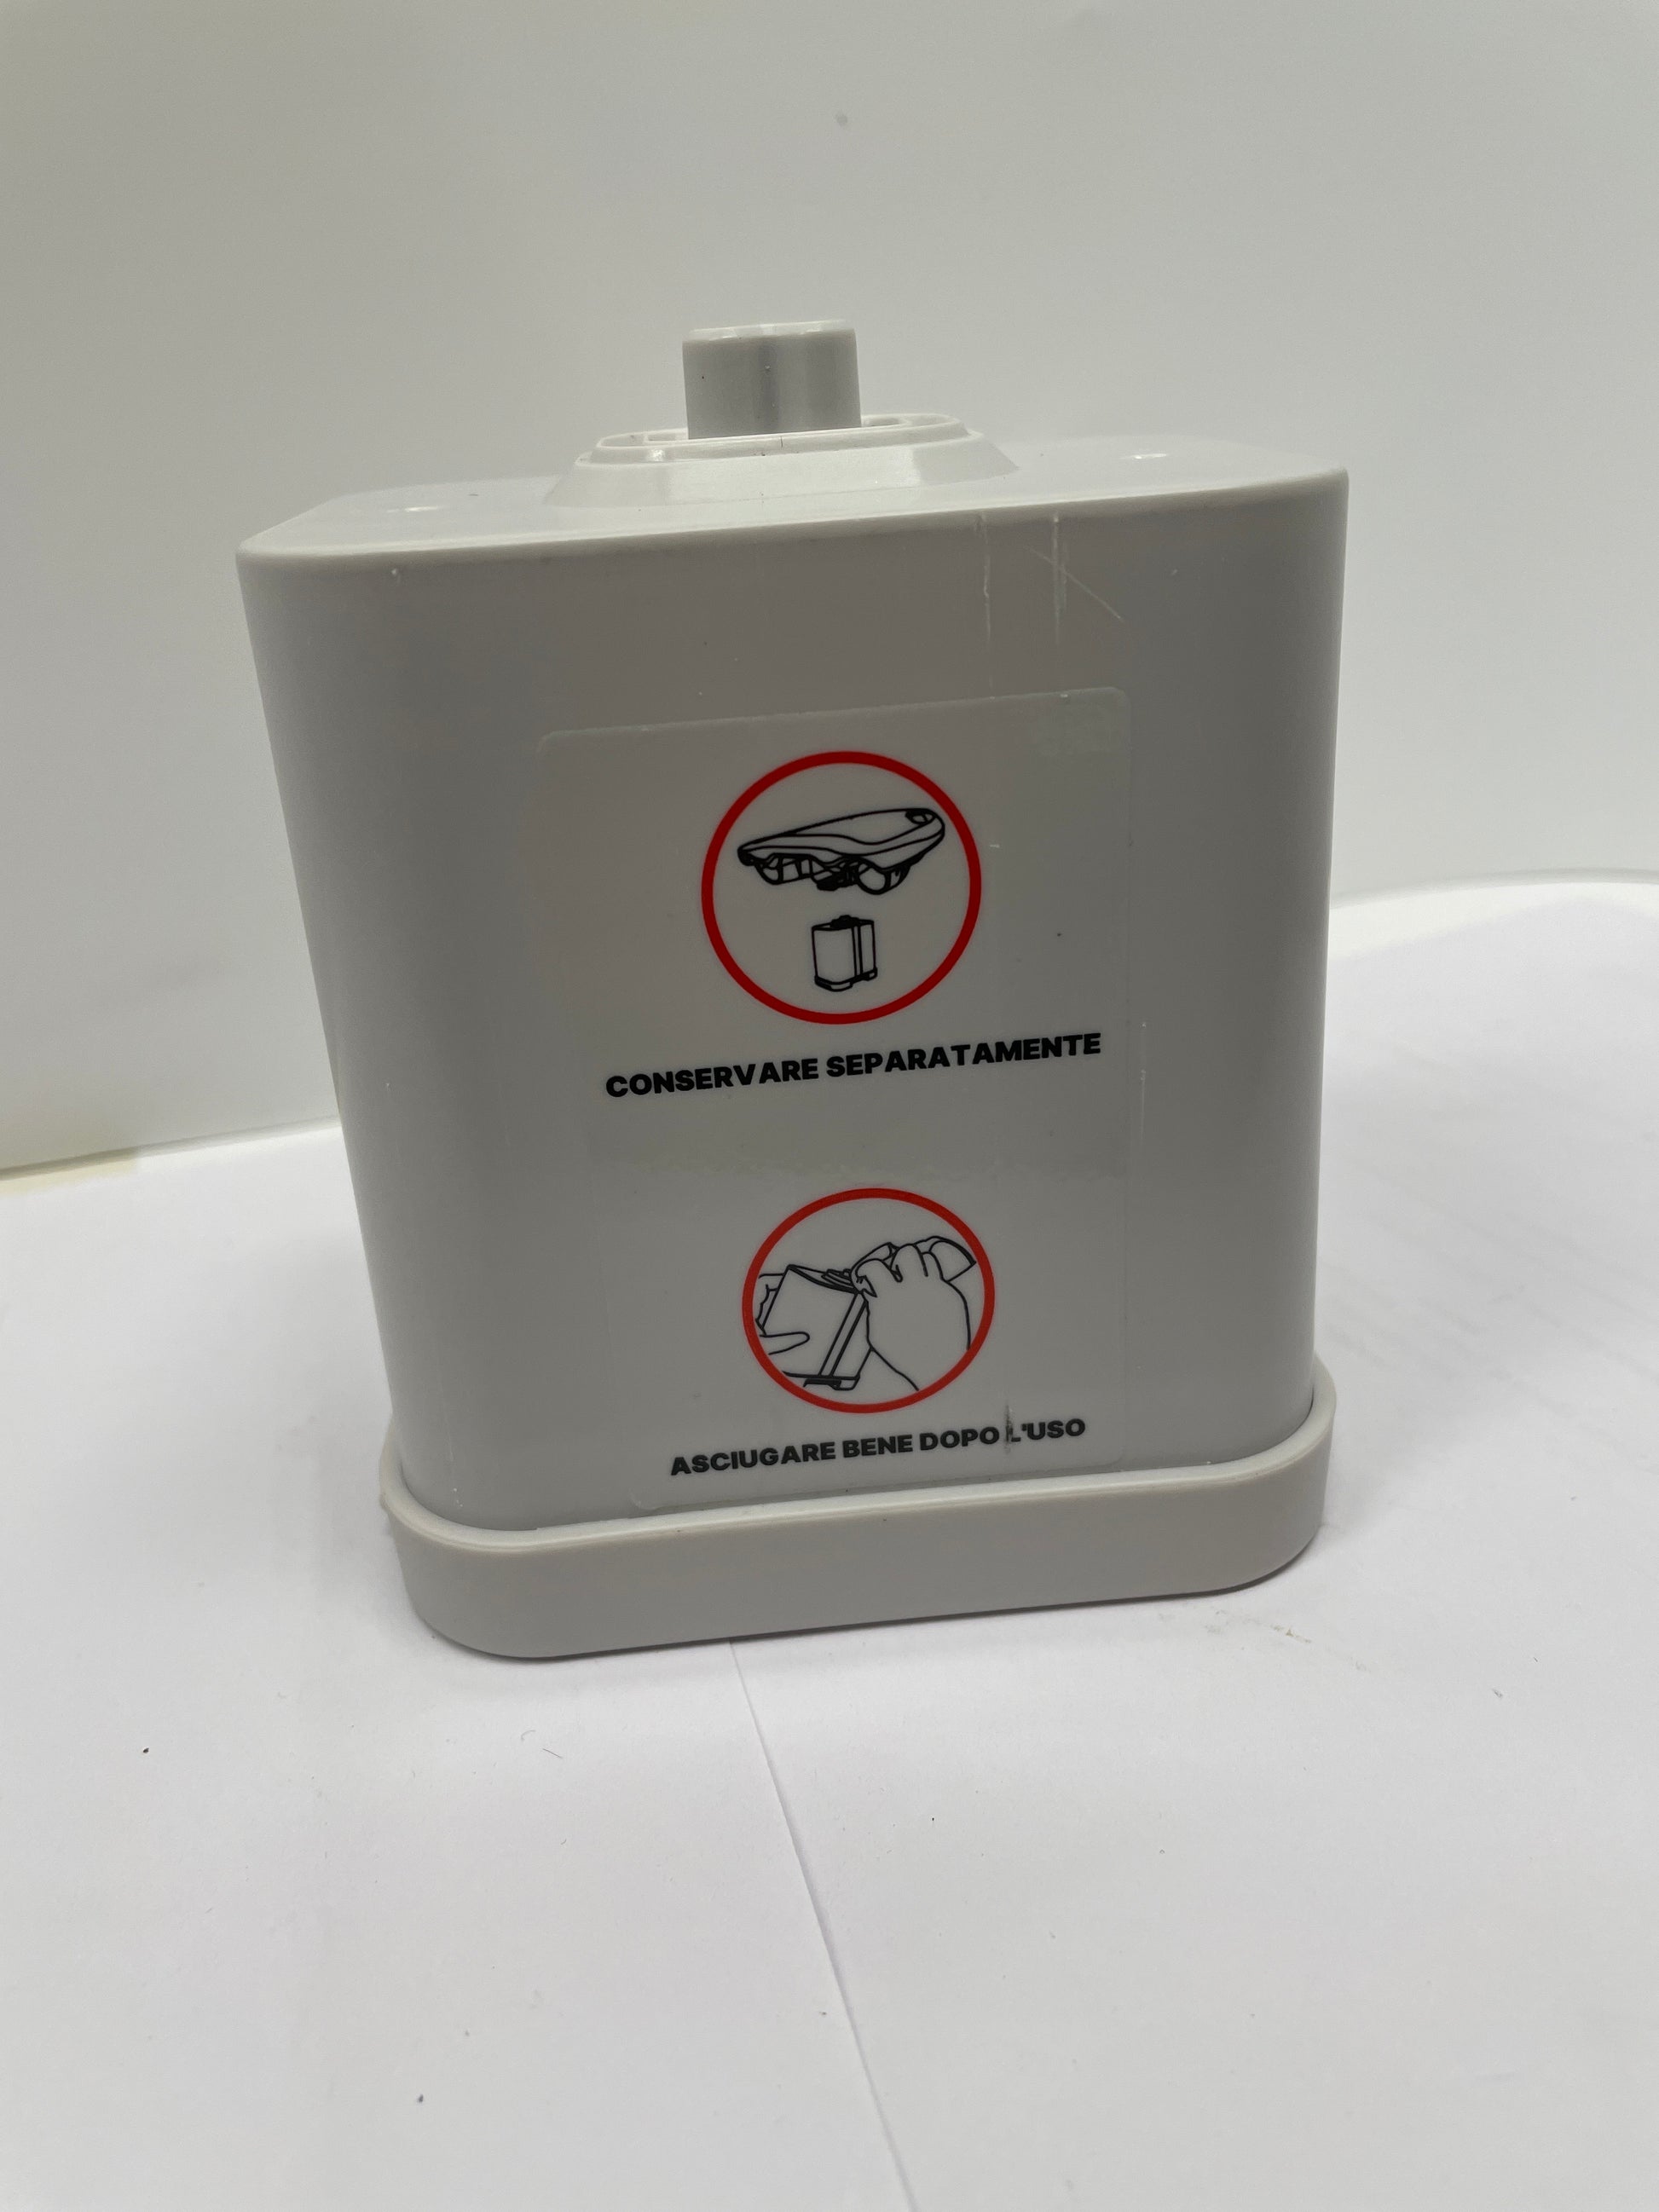 CONSERVARE SEPARATAMENTE
ASCIUGARE BENE DOPO L'USO